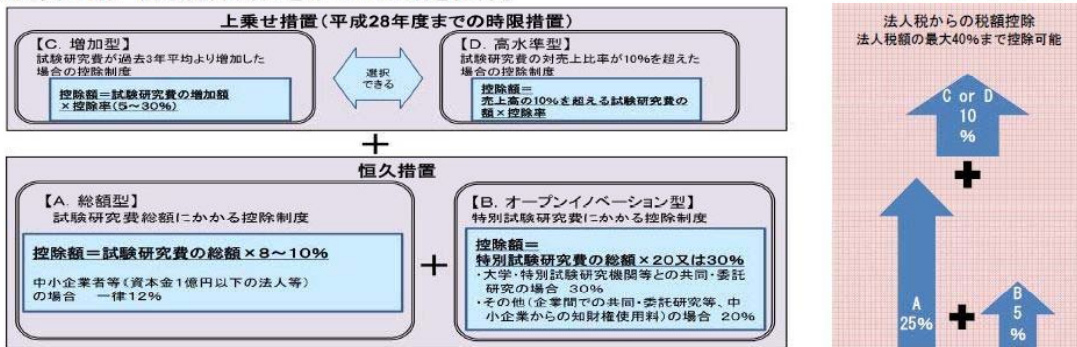 上乗せ措置(平成28年度までの時限措置)
【C. 増加型】
試験研究費が過去3年平均より増加した
場合の控除制度
控除額=試験研究費の増加額
×控除率(5~30%)
選択
できる
【D. 高水準型】
試験研究費の対売上比率が10%を超えた
場合の控除制度
控除額=
売上高の10%を超える試験研究費の
額×控除率
+
恒久措置
【A. 総額型】
試験研究費総額にかかる控除制度
控除額=試験研究費の総額×8~10%
中小企業者等(資本金1億円以下の法人等)
の場合 一律12%
+
【B. オープンイノベーション型】
特別試験研究費にかかる控除制度
控除額=
特別試験研究費の総額×20又は30%
・大学・特別試験研究機関等との共同・委託
研究の場合 30%
・その他(企業間での共同・委託研究等、中
小企業からの知財権使用料)の場合 20%
法人税からの税額控除
法人税額の最大40%まで控除可能
C or D
10
%
+
A
25%
+
B
5
%